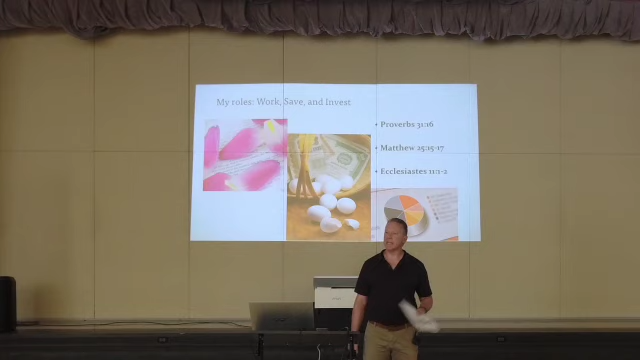 My roles: Work, Save, and Invest
• Proverbs 31:16
• Matthew 25:15-17
• Ecclesiastes 11:1-2